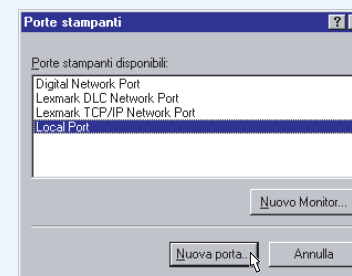 Porte stampanti
Porte stampanti disponibili:
Digital Network Port
Lexmark DLC Network Port
Lexmark TCP/IP Network Port
Local Port
Nuovo Monitor...
Nuova porta...
Annulla